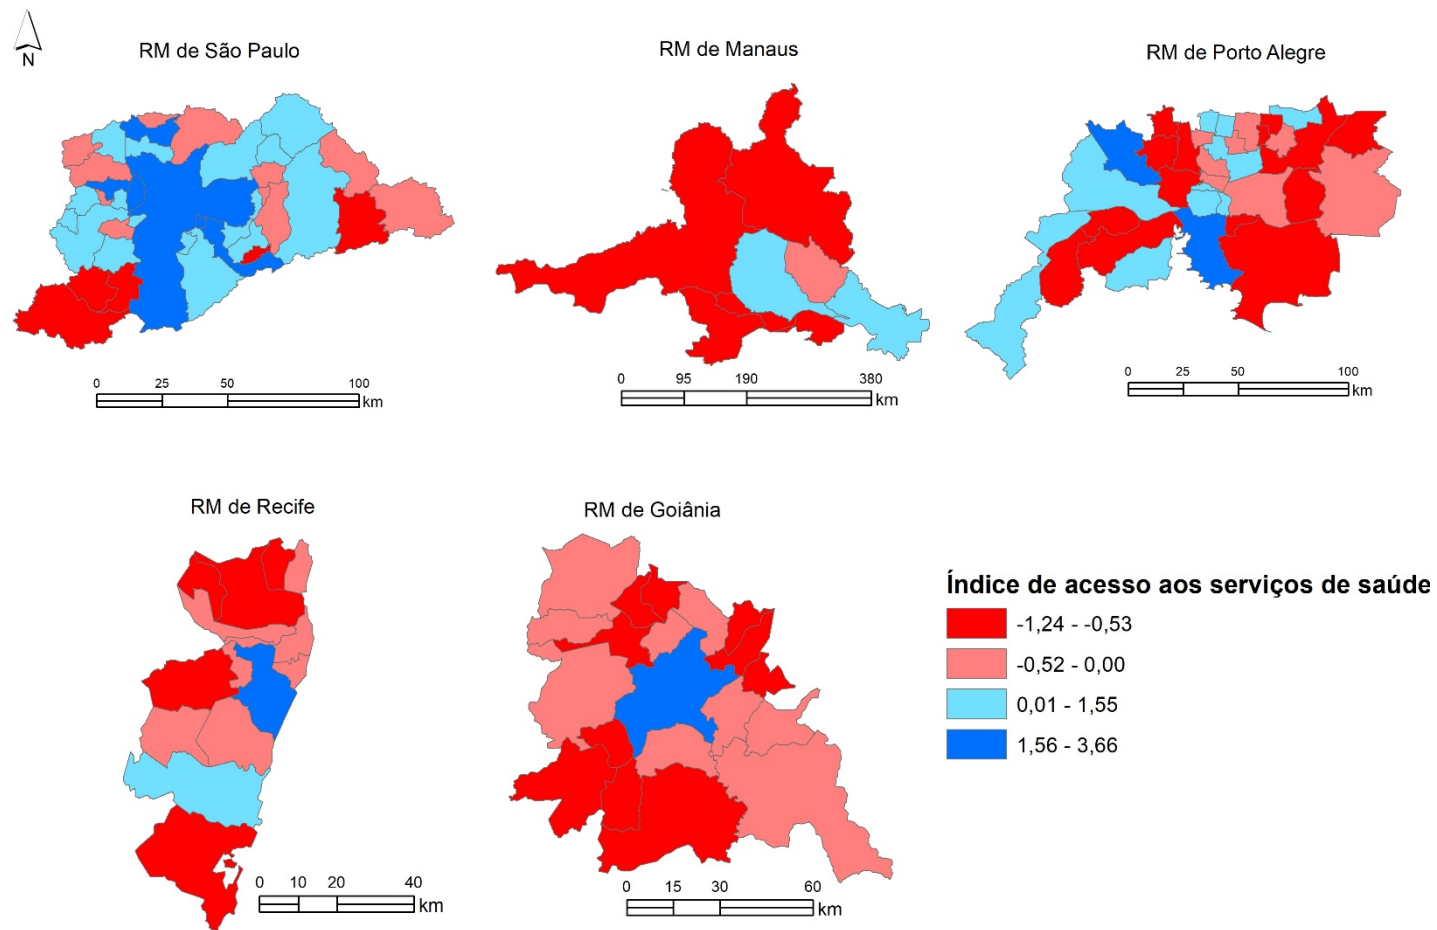 N
RM de São Paulo
RM de Manaus
RM de Porto Alegre
0 25 50 100
km
0 95 190 380
km
0 25 50 100
km
RM de Recife
RM de Goiânia
Índice de acesso aos serviços de saúde
-1,24 - -0,53
-0,52 - 0,00
0,01 - 1,55
1,56 - 3,66
0 10 20 40
km
0 15 30 60
km